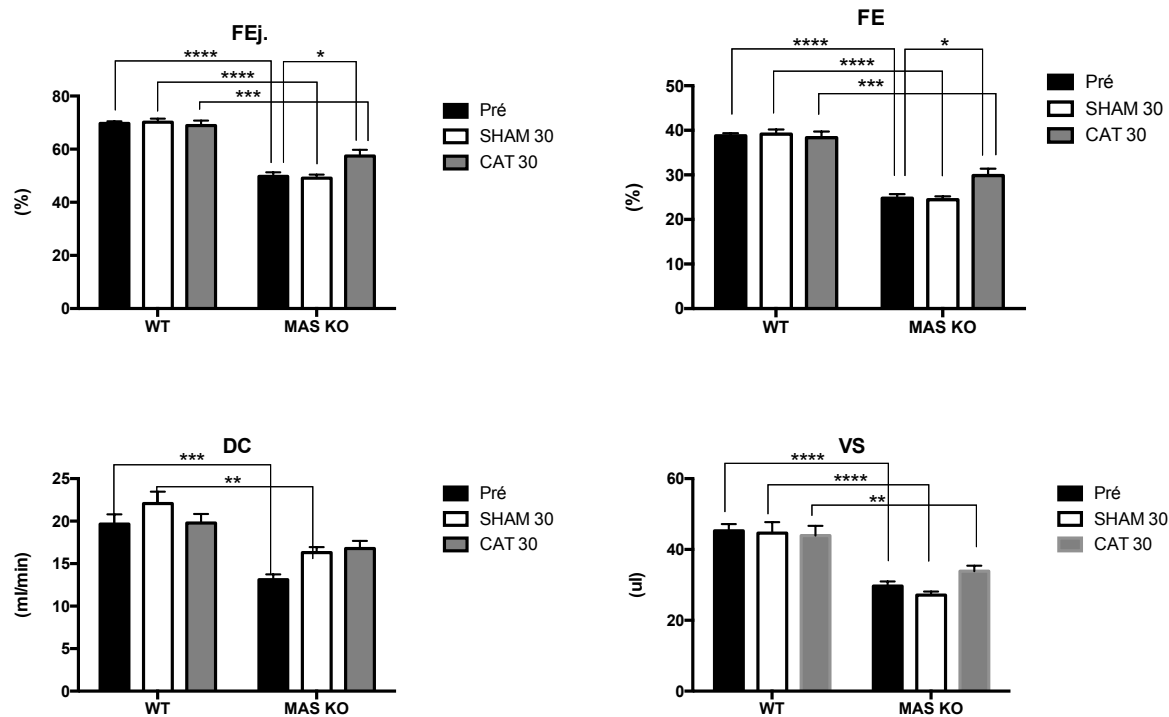 FEj.
****
*
****
***
80
60
40
20
0
(%)
WT
MAS KO
Pré
SHAM 30
CAT 30
FE
****
*
****
***
50
40
30
20
10
0
(%)
WT
MAS KO
Pré
SHAM 30
CAT 30
DC
***
**
25
20
15
10
5
0
(ml/min)
WT
MAS KO
Pré
SHAM 30
CAT 30
VS
****
****
**
60
40
20
0
(ul)
WT
MAS KO
Pré
SHAM 30
CAT 30